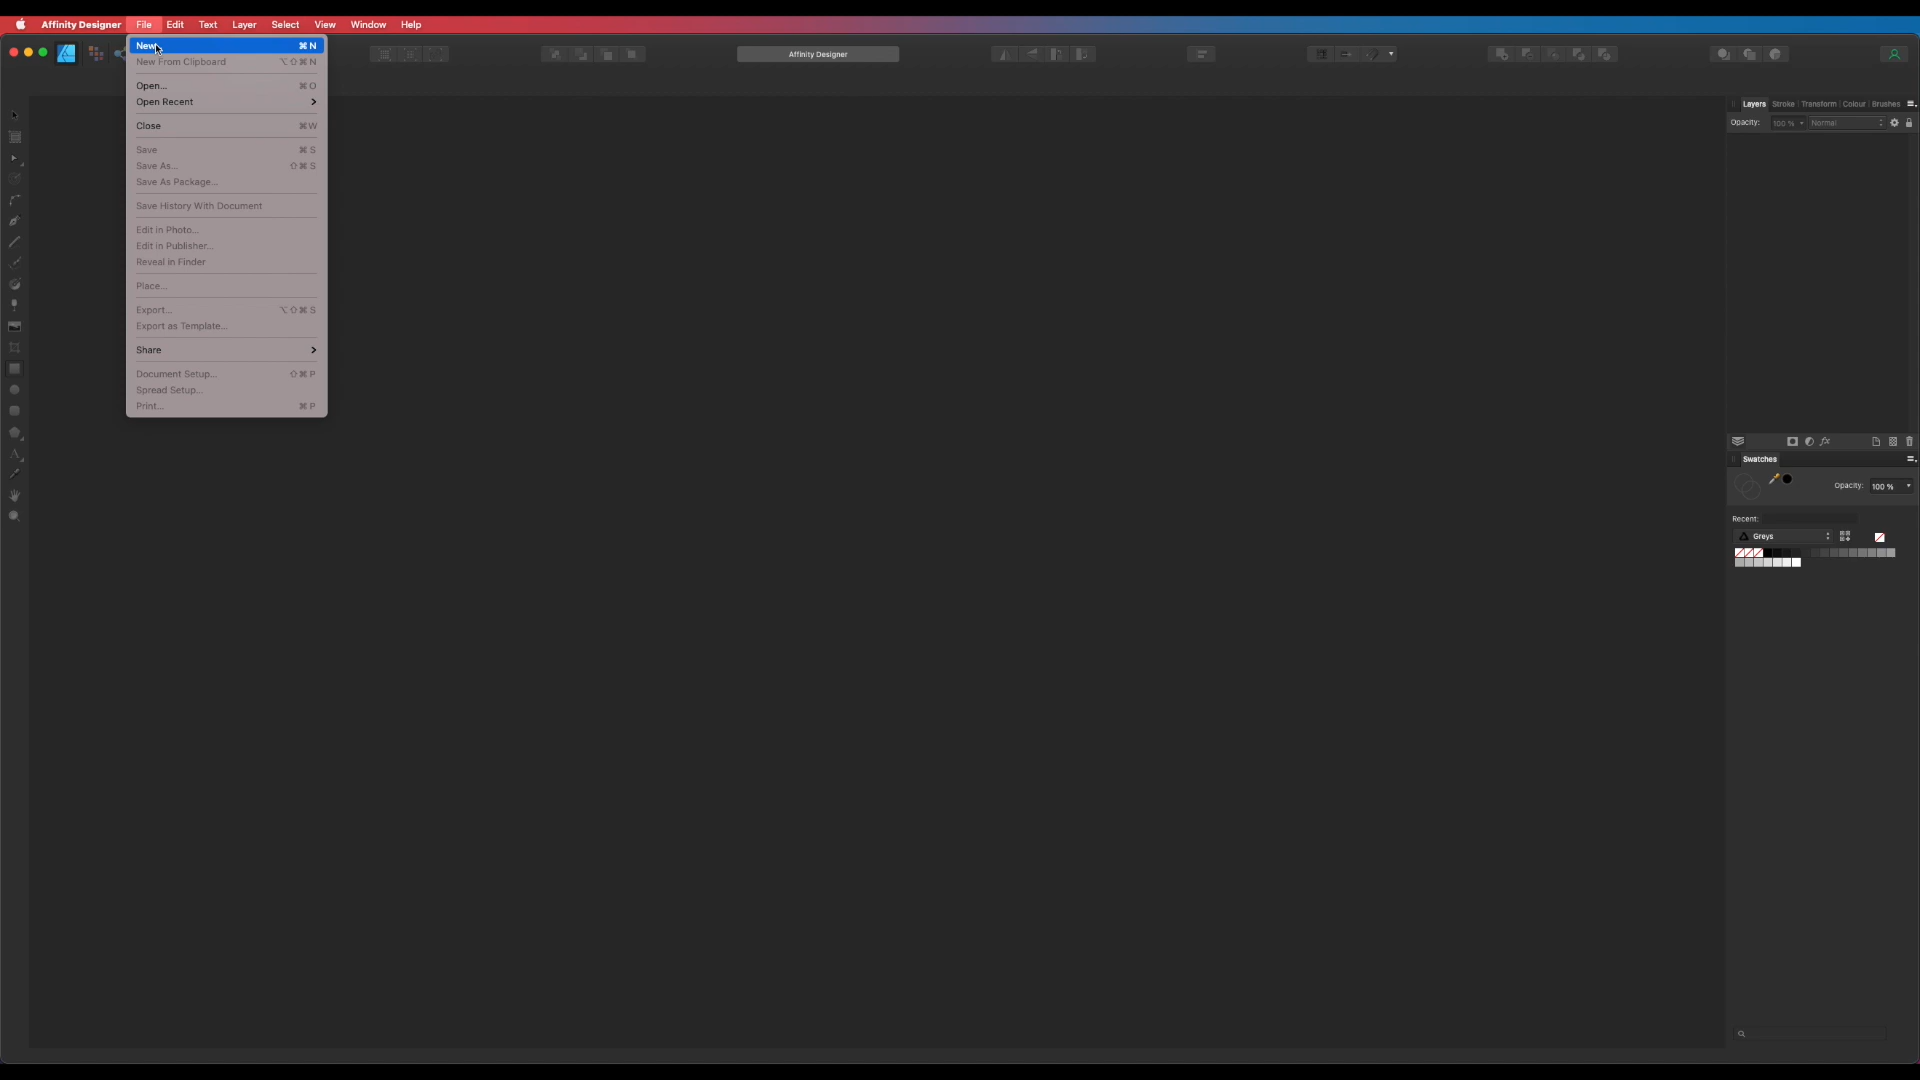 Affinity Designer File Edit Text Layer Select View Window Help
New... ⌘ N
Affinity Designer
New From Clipboard ⌥⇧⌘ N
Open... ⌘ O
Open Recent
Close ⌘ W
Save ⌘ S
Save As... ⇧⌘ S
Save As Package...
Save History With Document
Edit in Photo...
Edit in Publisher...
Reveal in Finder
Place...
Export... ⌥⇧⌘ S
Export as Template...
Share
Document Setup... ⇧⌘ P
Spread Setup...
Print... ⌘ P
Layers Stroke Transform Colour Brushes
Opacity: 100 % Normal
Swatches
Opacity: 100 %
Recent:
Greys